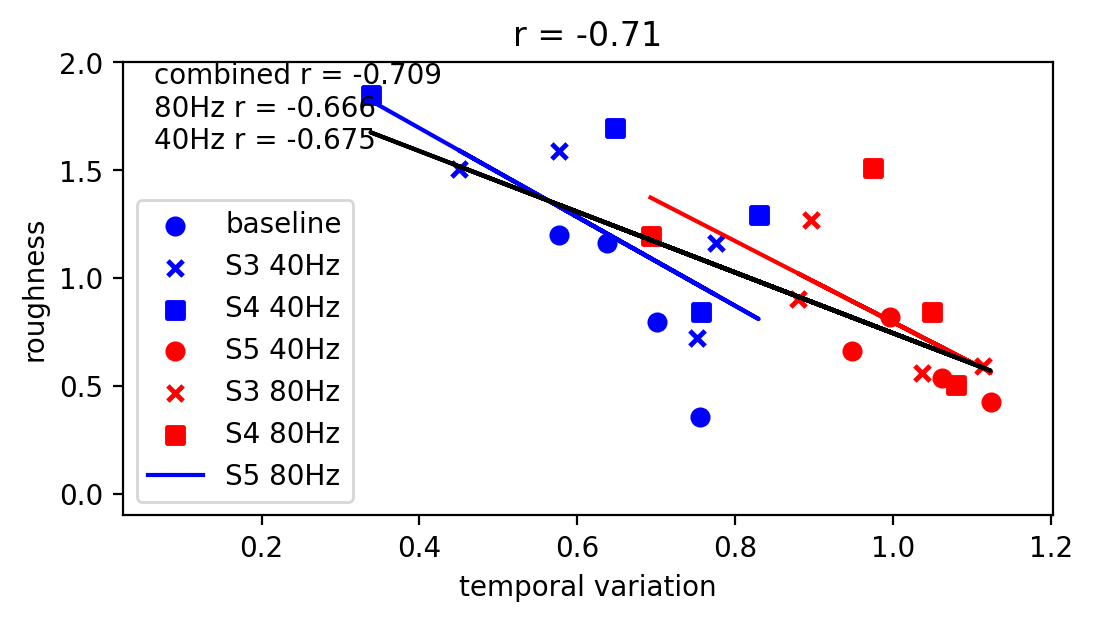 r = -0.71
combined r = -0.709
80Hz r = -0.666
40Hz r = -0.675
baseline
S3 40Hz
S4 40Hz
S5 40Hz
S3 80Hz
S4 80Hz
S5 80Hz
2.0
1.5
1.0
0.5
0.0
roughness
0.2 0.4 0.6 0.8 1.0 1.2
temporal variation